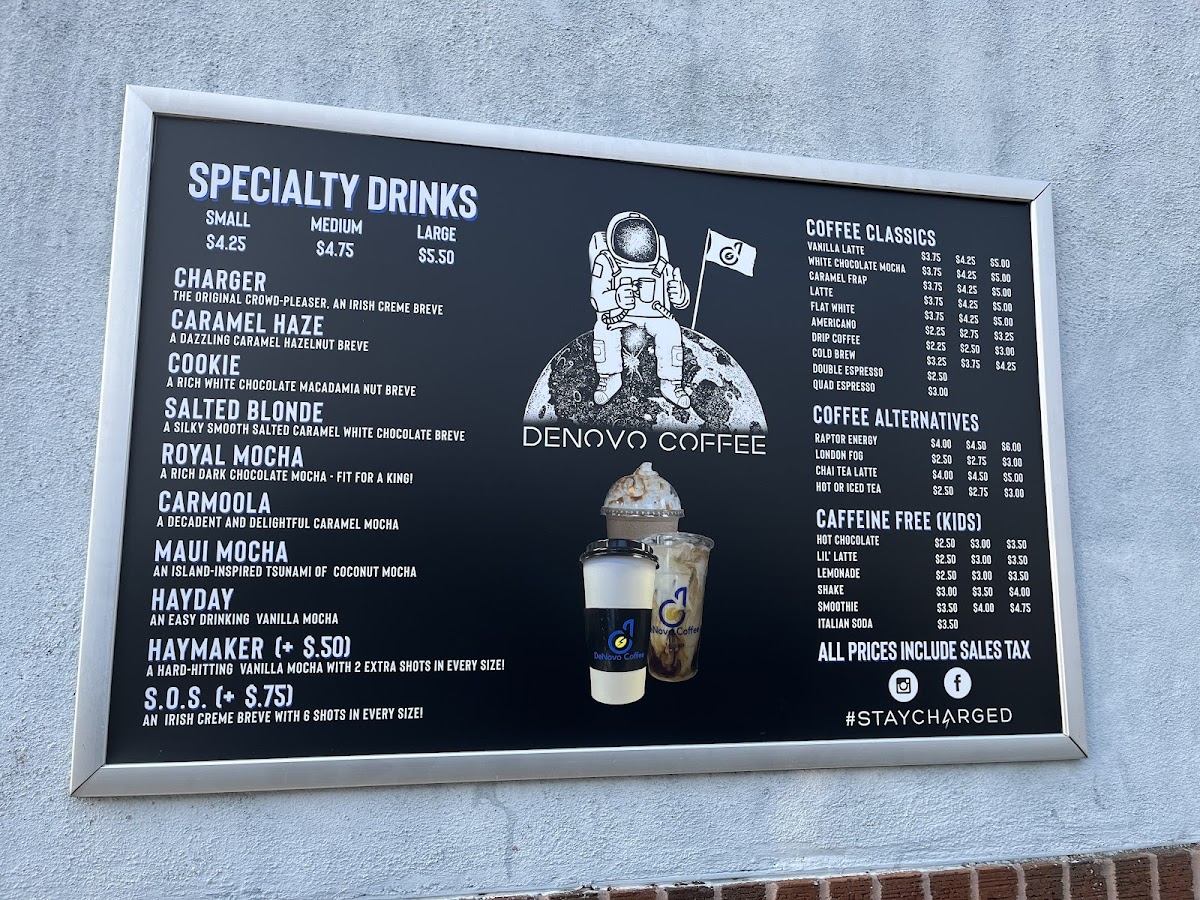 SPECIALTY DRINKS
SMALL MEDIUM LARGE
$4.25 $4.75 $5.50
CHARGER
THE ORIGINAL CROWD-PLEASER, AN IRISH CREME BREVE
CARAMEL HAZE
A DAZZLING CARAMEL HAZELNUT BREVE
COOKIE
A RICH WHITE CHOCOLATE MACADAMIA NUT BREVE
SALTED BLONDE
A SILKY SMOOTH SALTED CARAMEL WHITE CHOCOLATE BREVE
ROYAL MOCHA
A RICH DARK CHOCOLATE MOCHA - FIT FOR A KING!
CARMOOLA
A DECADENT AND DELIGHTFUL CARAMEL MOCHA
MAUI MOCHA
AN ISLAND-INSPIRED TSUNAMI OF COCONUT MOCHA
HAYDAY
AN EASY DRINKING VANILLA MOCHA
HAYMAKER (+ $.50)
A HARD-HITTING VANILLA MOCHA WITH 2 EXTRA SHOTS IN EVERY SIZE!
S.O.S. (+ $.75)
AN IRISH CREME BREVE WITH 6 SHOTS IN EVERY SIZE!
DENOVO COFFEE
DeNovo Coffee
DeNovo Coffee
COFFEE CLASSICS
VANILLA LATTE $3.75 $4.25 $5.00
WHITE CHOCOLATE MOCHA $3.75 $4.25 $5.00
CARAMEL FRAP $3.75 $4.25 $5.00
LATTE $3.75 $4.25 $5.00
FLAT WHITE $3.75 $4.25 $5.00
AMERICANO $2.25 $2.75 $3.25
DRIP COFFEE $2.25 $2.50 $3.00
COLD BREW $3.25 $3.75 $4.25
DOUBLE ESPRESSO $2.50
QUAD ESPRESSO $3.00
COFFEE ALTERNATIVES
RAPTOR ENERGY $4.00 $4.50 $6.00
LONDON FOG $2.50 $2.75 $3.00
CHAI TEA LATTE $4.00 $4.50 $5.00
HOT OR ICED TEA $2.50 $2.75 $3.00
CAFFEINE FREE (KIDS)
HOT CHOCOLATE $2.50 $3.00 $3.50
LIL' LATTE $2.50 $3.00 $3.50
LEMONADE $2.50 $3.00 $3.50
SHAKE $3.00 $3.50 $4.00
SMOOTHIE $3.50 $4.00 $4.75
ITALIAN SODA $3.50
ALL PRICES INCLUDE SALES TAX
#STAYCHARGED